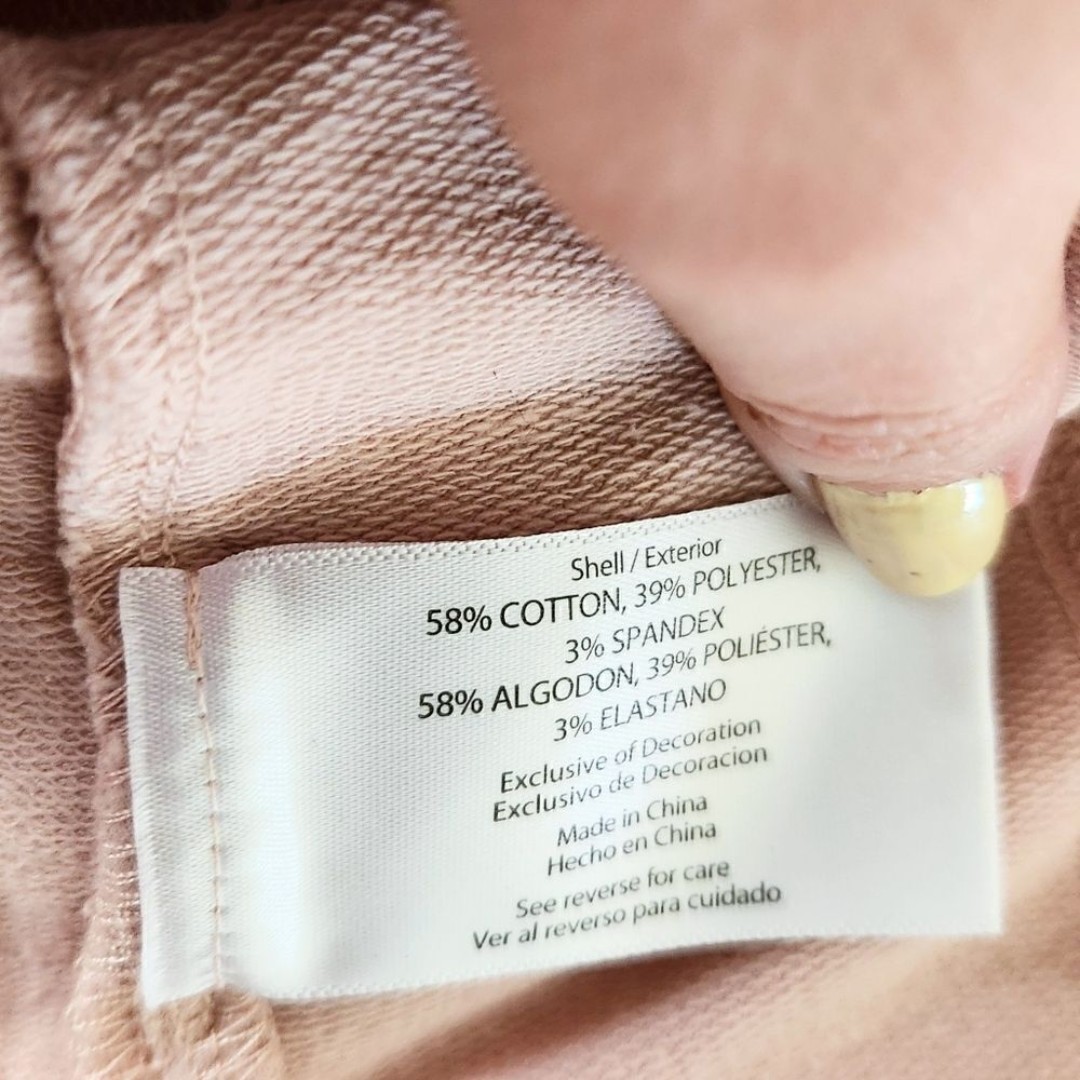 Shell / Exterior
58% COTTON, 39% POLYESTER,
3% SPANDEX
58% ALGODON, 39% POLIÉSTER,
3% ELASTANO
Exclusive of Decoration
Exclusivo de Decoracion
Made in China
Hecho en China
See reverse for care
Ver al reverso para cuidado